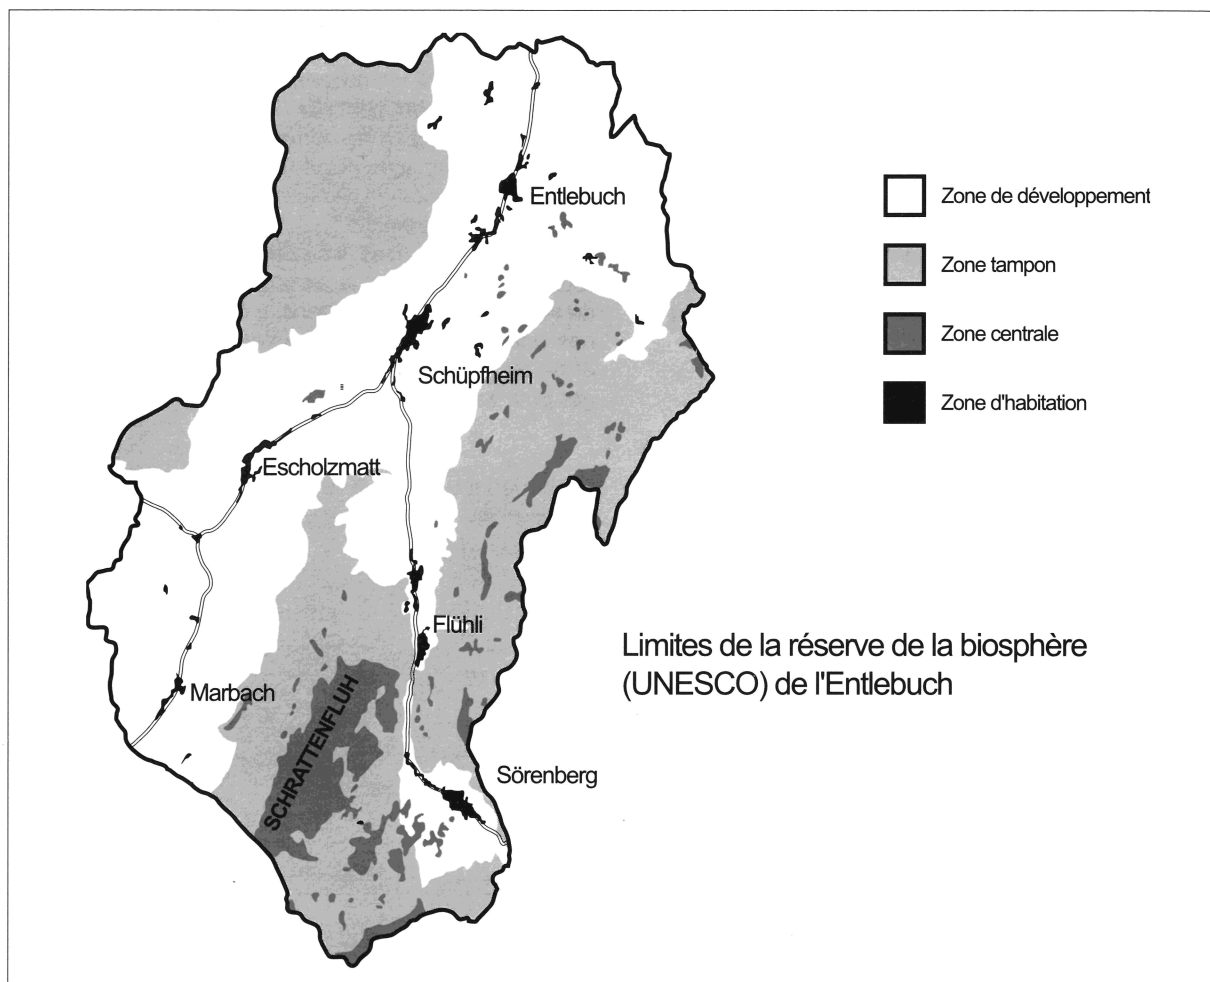 Entlebuch
Schüpfheim
Escholzmatt
Flühli
Marbach
SCHRATTENFLUH
Sörenberg
Zone de développement
Zone tampon
Zone centrale
Zone d'habitation
Limites de la réserve de la biosphère
(UNESCO) de l'Entlebuch